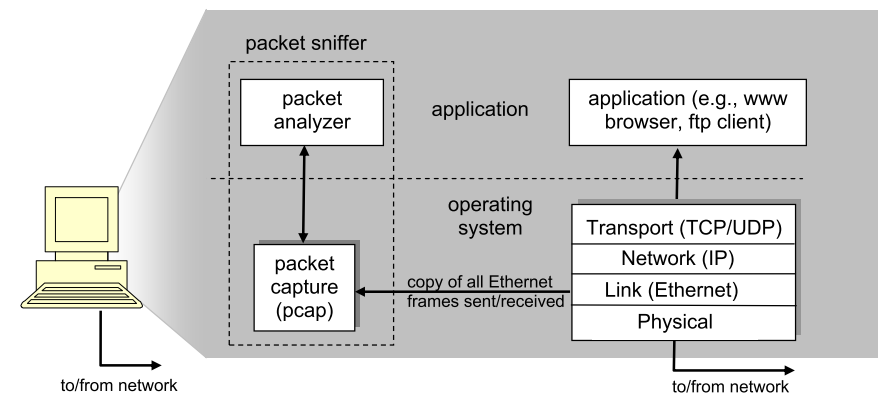 packet sniffer
packet
analyzer
application
application (e.g., www
browser, ftp client)
operating
system
packet
capture
(pcap)
copy of all Ethernet
frames sent/received
Transport (TCP/UDP)
Network (IP)
Link (Ethernet)
Physical
to/from network
to/from network